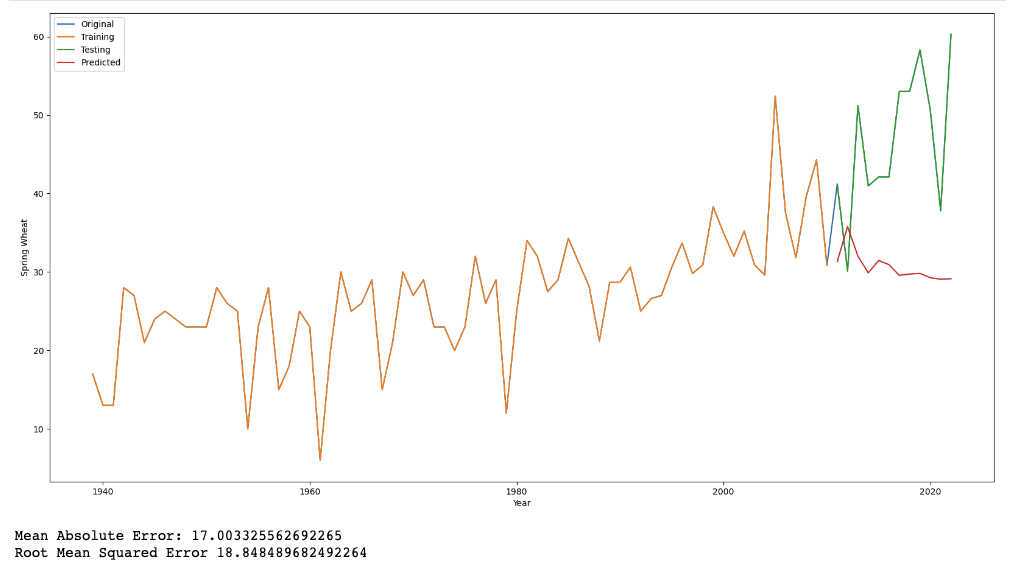 Original
Training
Testing
Predicted
60
50
40
30
20
10
Spring Wheat
1940 1960 1980 2000 2020
Year
Mean Absolute Error: 17.003325562692265
Root Mean Squared Error 18.848489682492264